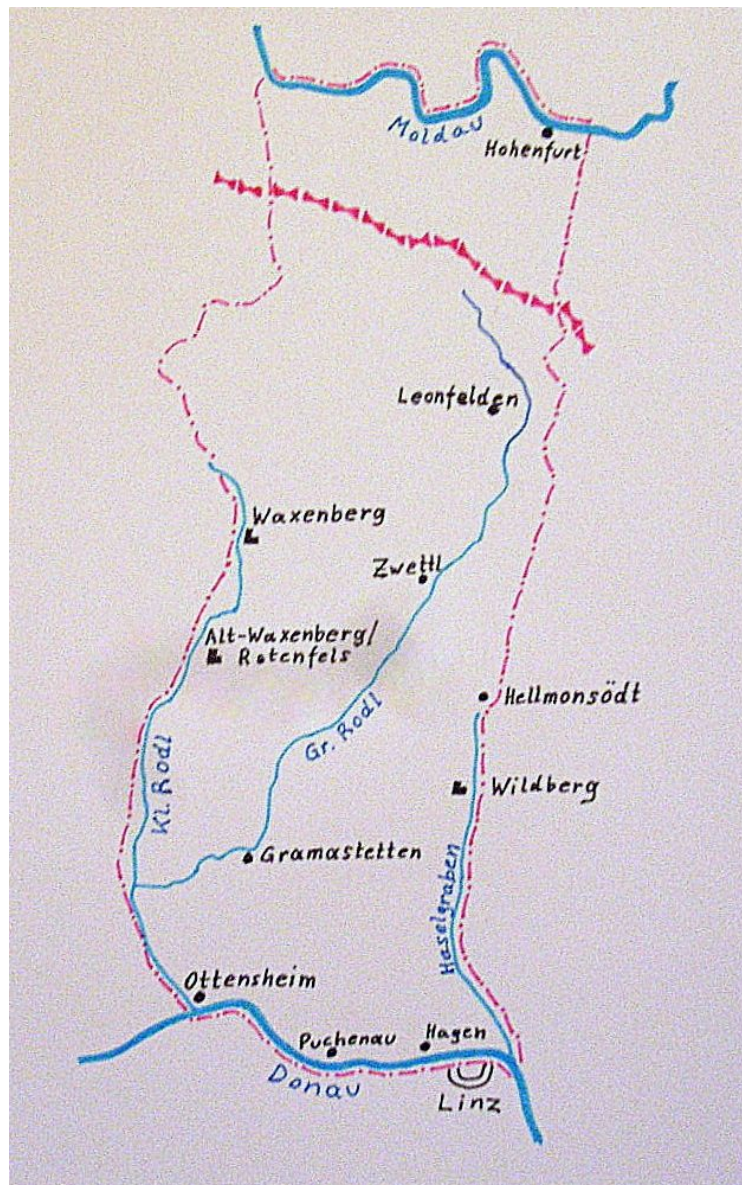 Moldau
Hohenfurt
Leonfelden
Waxenberg
Zwettl
Alt-Waxenberg/
Rotenfels
Hellmonsödt
Gr. Rodl
Kl. Rodl
Wildberg
Gramastetten
Haselgraben
Ottensheim
Puchenau
Hagen
Donau
Linz